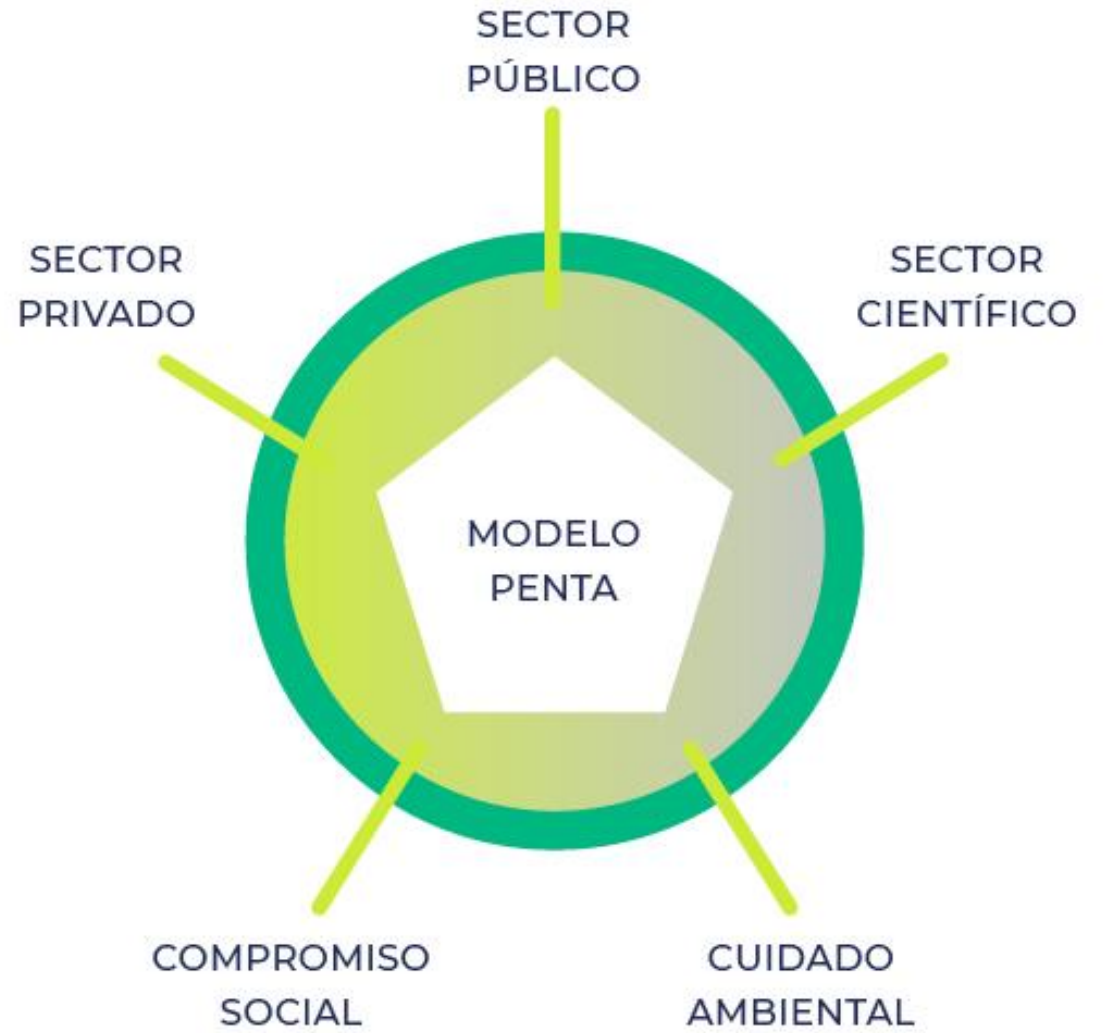 SECTOR
PÚBLICO
SECTOR
PRIVADO
SECTOR
CIENTÍFICO
MODELO
PENTA
COMPROMISO
SOCIAL
CUIDADO
AMBIENTAL